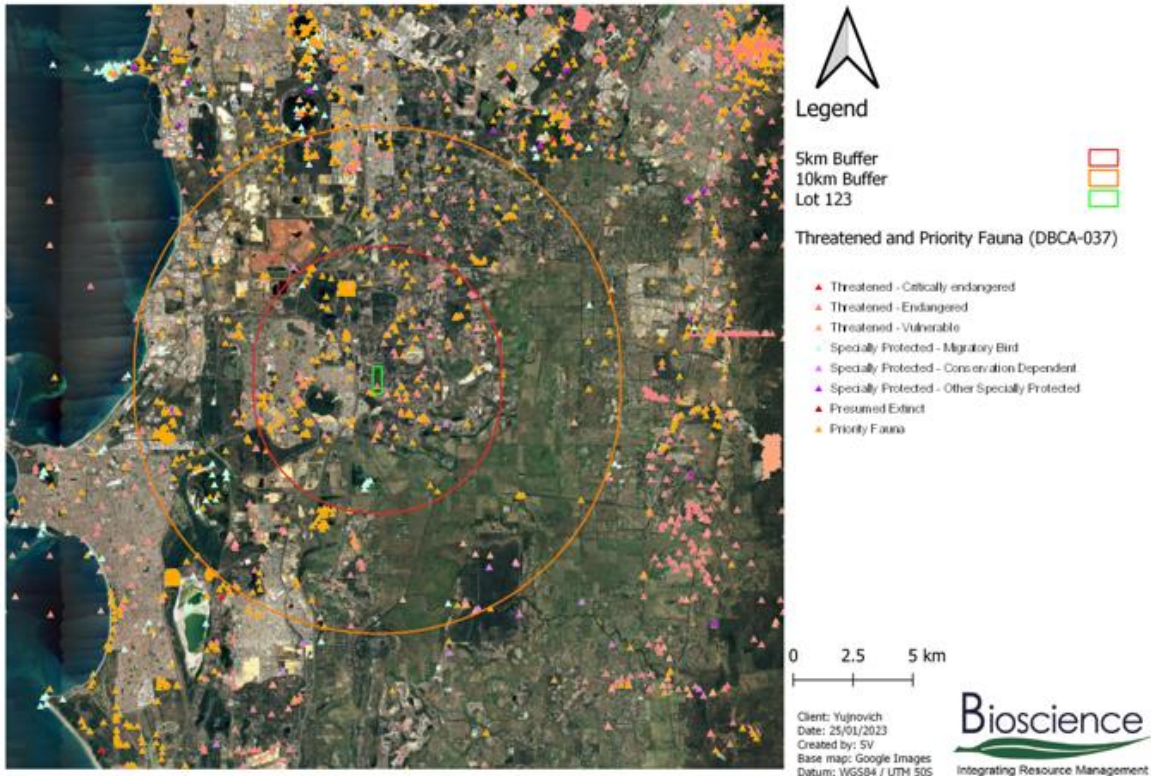 Legend
5km Buffer
10km Buffer
Lot 123
Threatened and Priority Fauna (DBCA-037)
Threatened - Critically endangered
Threatened - Endangered
Threatened - Vulnerable
Specially Protected - Migratory Bird
Specially Protected - Conservation Dependent
Specially Protected - Other Specially Protected
Presumed Extinct
Priority Fauna
0 2.5 5 km
Client: Yujnovich
Date: 25/01/2023
Created by: SV
Base map: Google Images
Datum: WGS84 / UTM 50S
Bioscience
Integrating Resource Management